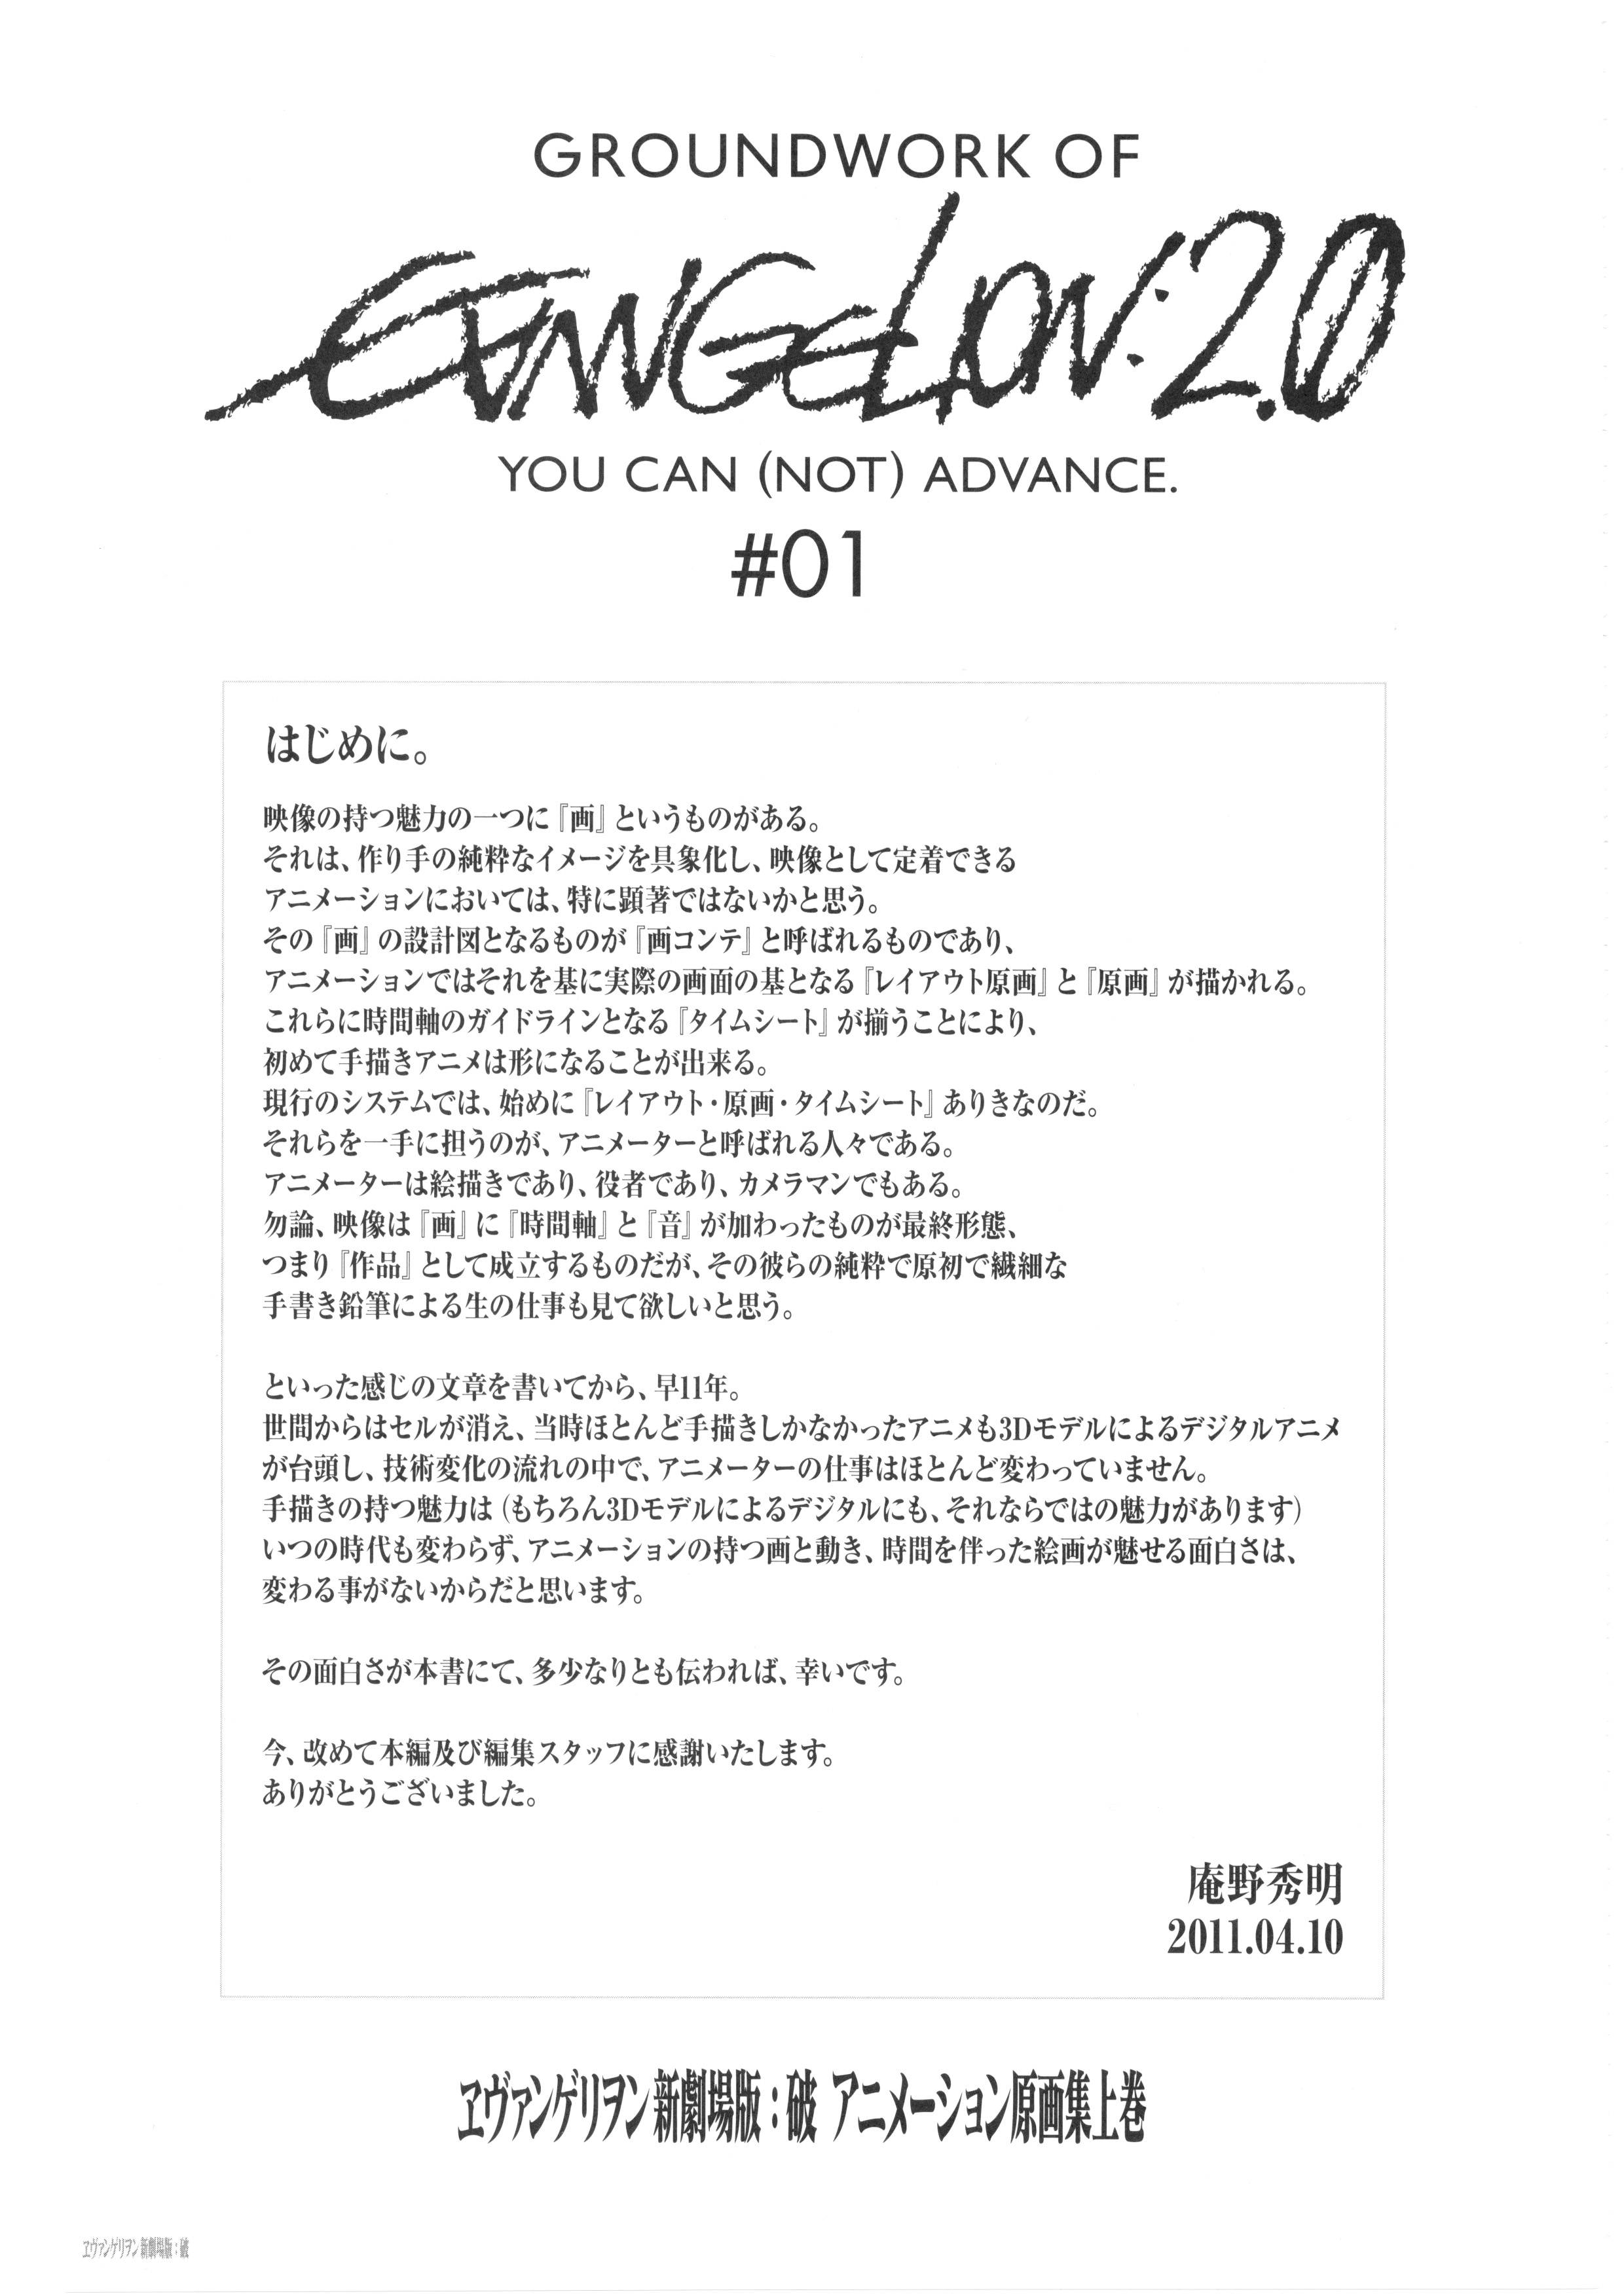 GROUNDWORK OF
EVANGELION:2.0
YOU CAN (NOT) ADVANCE.
#01
はじめに。
映像の持つ魅力の一つに『画』というものがある。
それは、作り手の純粋なイメージを具象化し、映像として定着できる
アニメーションにおいては、特に顕著ではないかと思う。
その『画』の設計図となるものが『画コンテ』と呼ばれるものであり、
アニメーションではそれを基に実際の画面の基となる『レイアウト原画』と『原画』が描かれる。
これらに時間軸のガイドラインとなる『タイムシート』が揃うことにより、
初めて手描きアニメは形になることが出来る。
現行のシステムでは、始めに『レイアウト・原画・タイムシート』ありきなのだ。
それらを一手に担うのが、アニメーターと呼ばれる人々である。
アニメーターは絵描きであり、役者であり、カメラマンでもある。
勿論、映像は『画』に『時間軸』と『音』が加わったものが最終形態、
つまり『作品』として成立するものだが、その彼らの純粋で原初で繊細な
手書き鉛筆による生の仕事も見て欲しいと思う。
といった感じの文章を書いてから、早11年。
世間からはセルが消え、当時ほとんど手描きしかなかったアニメも3Dモデルによるデジタルアニメ
が台頭し、技術変化の流れの中で、アニメーターの仕事はほとんど変わっていません。
手描きの持つ魅力は（もちろん3Dモデルによるデジタルにも、それならではの魅力があります）
いつの時代も変わらず、アニメーションの持つ画と動き、時間を伴った絵画が魅せる面白さは、
変わる事がないからだと思います。
その面白さが本書にて、多少なりとも伝われば、幸いです。
今、改めて本編及び編集スタッフに感謝いたします。
ありがとうございました。
庵野秀明
2011.04.10
ヱヴァンゲリヲン新劇場版：破 アニメーション原画集上巻
ヱヴァンゲリヲン新劇場版：破